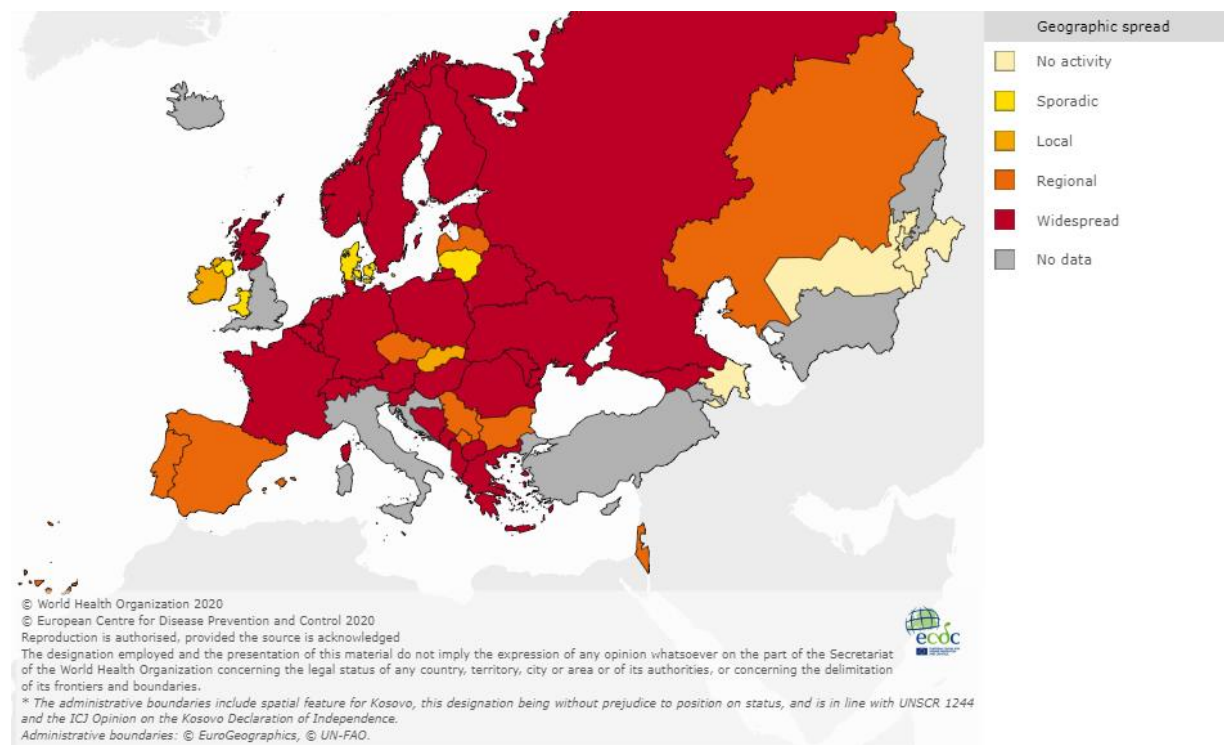 Geographic spread
No activity
Sporadic
Local
Regional
Widespread
No data
© World Health Organization 2020
© European Centre for Disease Prevention and Control 2020
Reproduction is authorised, provided the source is acknowledged
The designation employed and the presentation of this material do not imply the expression of any opinion whatsoever on the part of the Secretariat
of the World Health Organization concerning the legal status of any country, territory, city or area or of its authorities, or concerning the delimitation
of its frontiers and boundaries.
* The administrative boundaries include spatial feature for Kosovo, this designation being without prejudice to position on status, and is in line with UNSCR 1244
and the ICJ Opinion on the Kosovo Declaration of Independence.
Administrative boundaries: © EuroGeographics, © UN-FAO.
ecdc